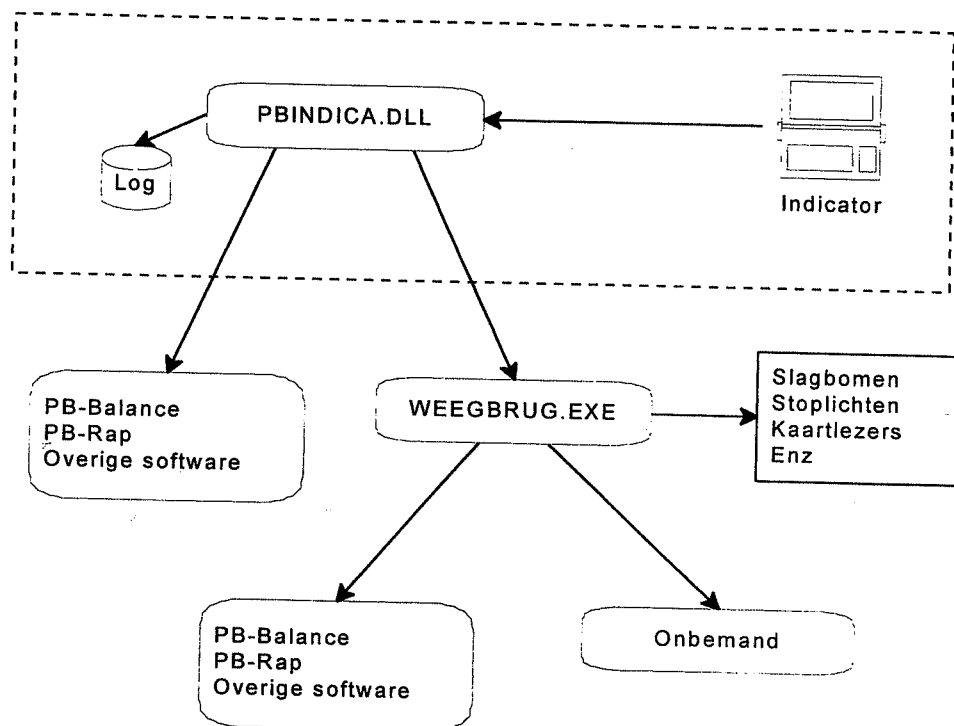 PBINDICA.DLL
Log
Indicator
PB-Balance
PB-Rap
Overige software
WEEGBRUG.EXE
Slagbomen
Stoplichten
Kaartlezers
Enz
PB-Balance
PB-Rap
Overige software
Onbemand